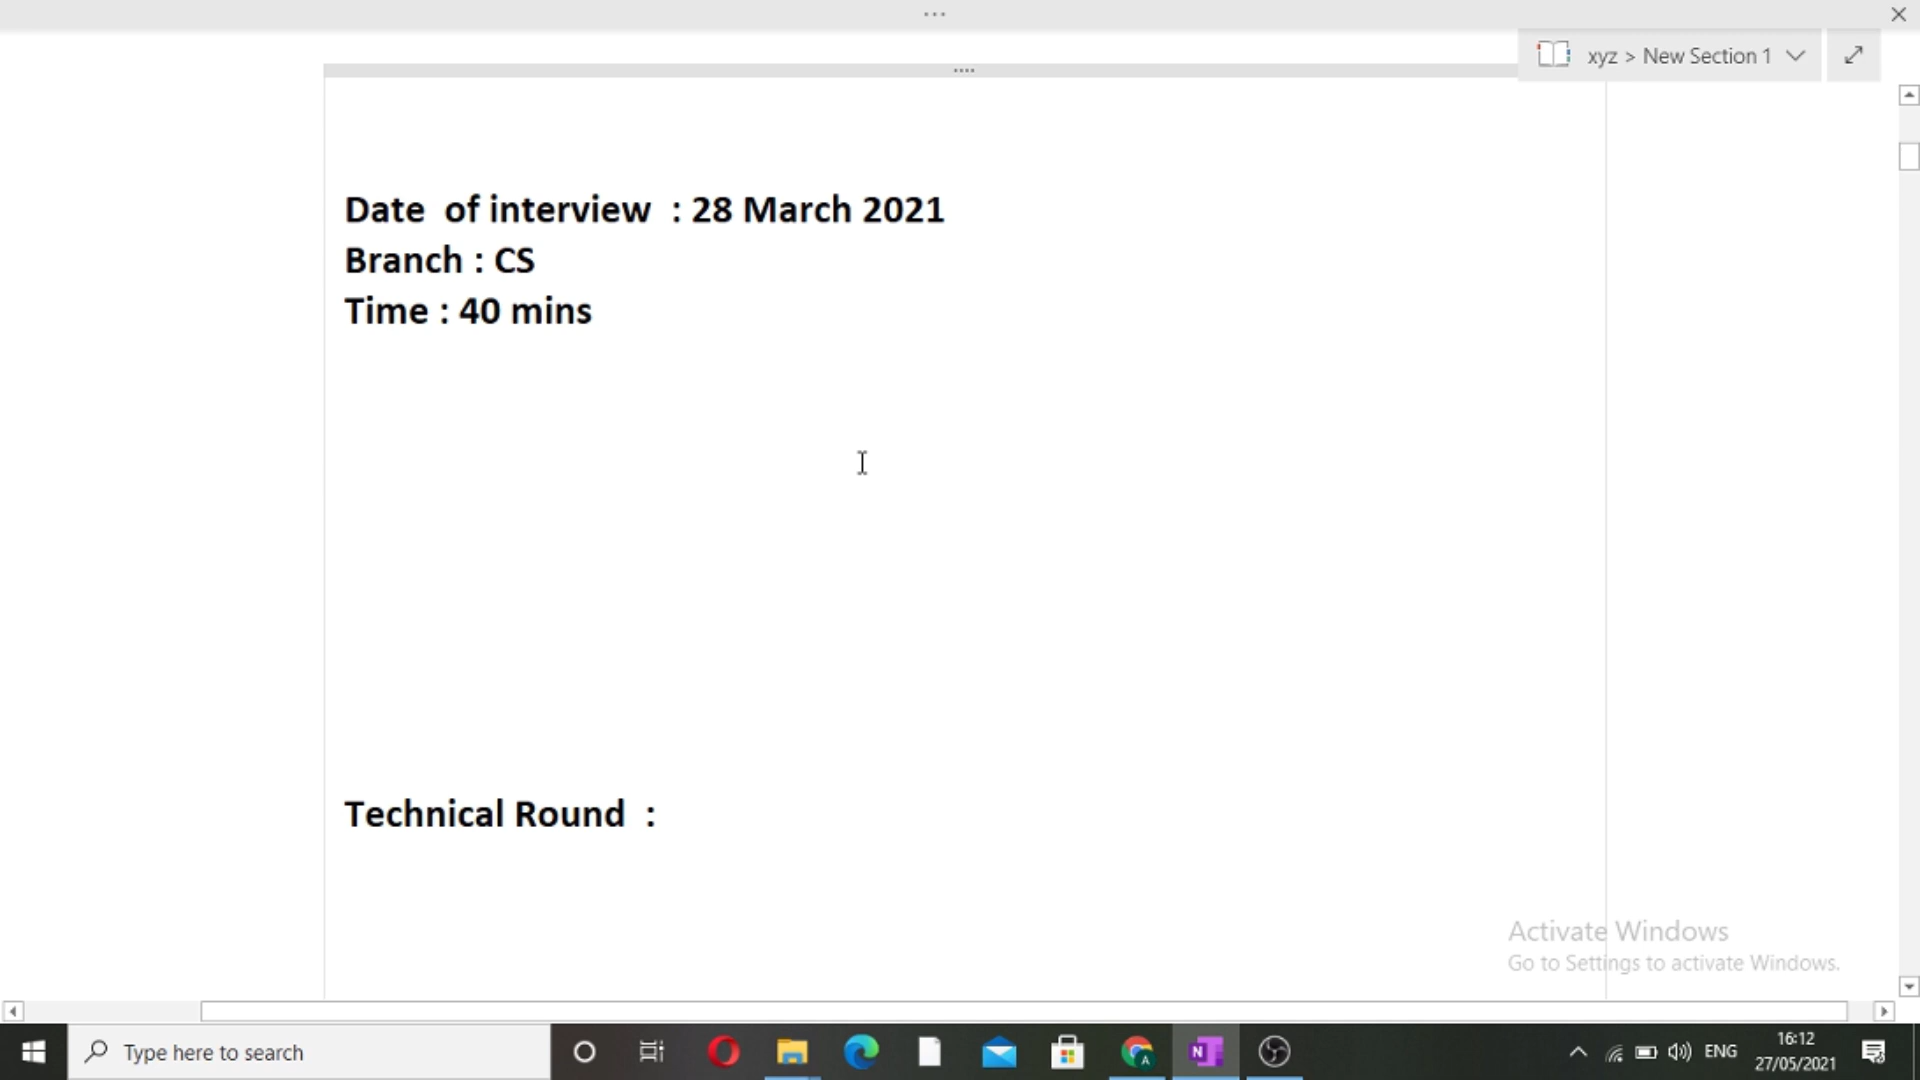 xyz > New Section 1
Date of interview : 28 March 2021
Branch : CS
Time : 40 mins
Technical Round :
Activate Windows
Go to Settings to activate Windows.
Type here to search
A
N
ENG
16:12
27/05/2021